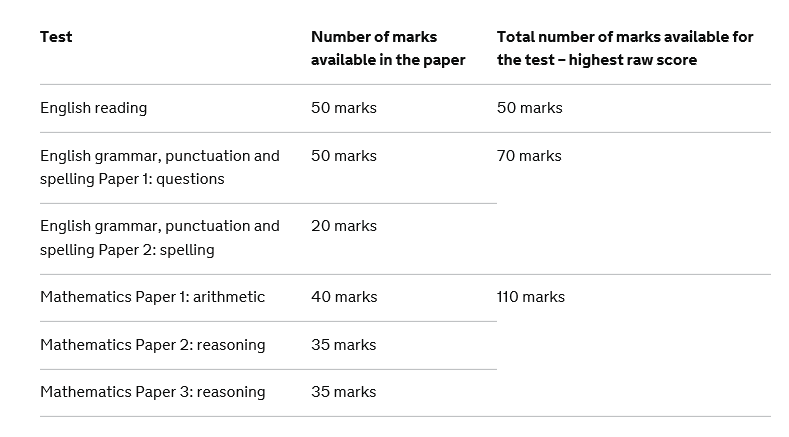 Test
Number of marks
available in the paper
Total number of marks available for
the test – highest raw score
English reading
50 marks
50 marks
English grammar, punctuation and
spelling Paper 1: questions
50 marks
70 marks
English grammar, punctuation and
spelling Paper 2: spelling
20 marks
Mathematics Paper 1: arithmetic
40 marks
110 marks
Mathematics Paper 2: reasoning
35 marks
Mathematics Paper 3: reasoning
35 marks